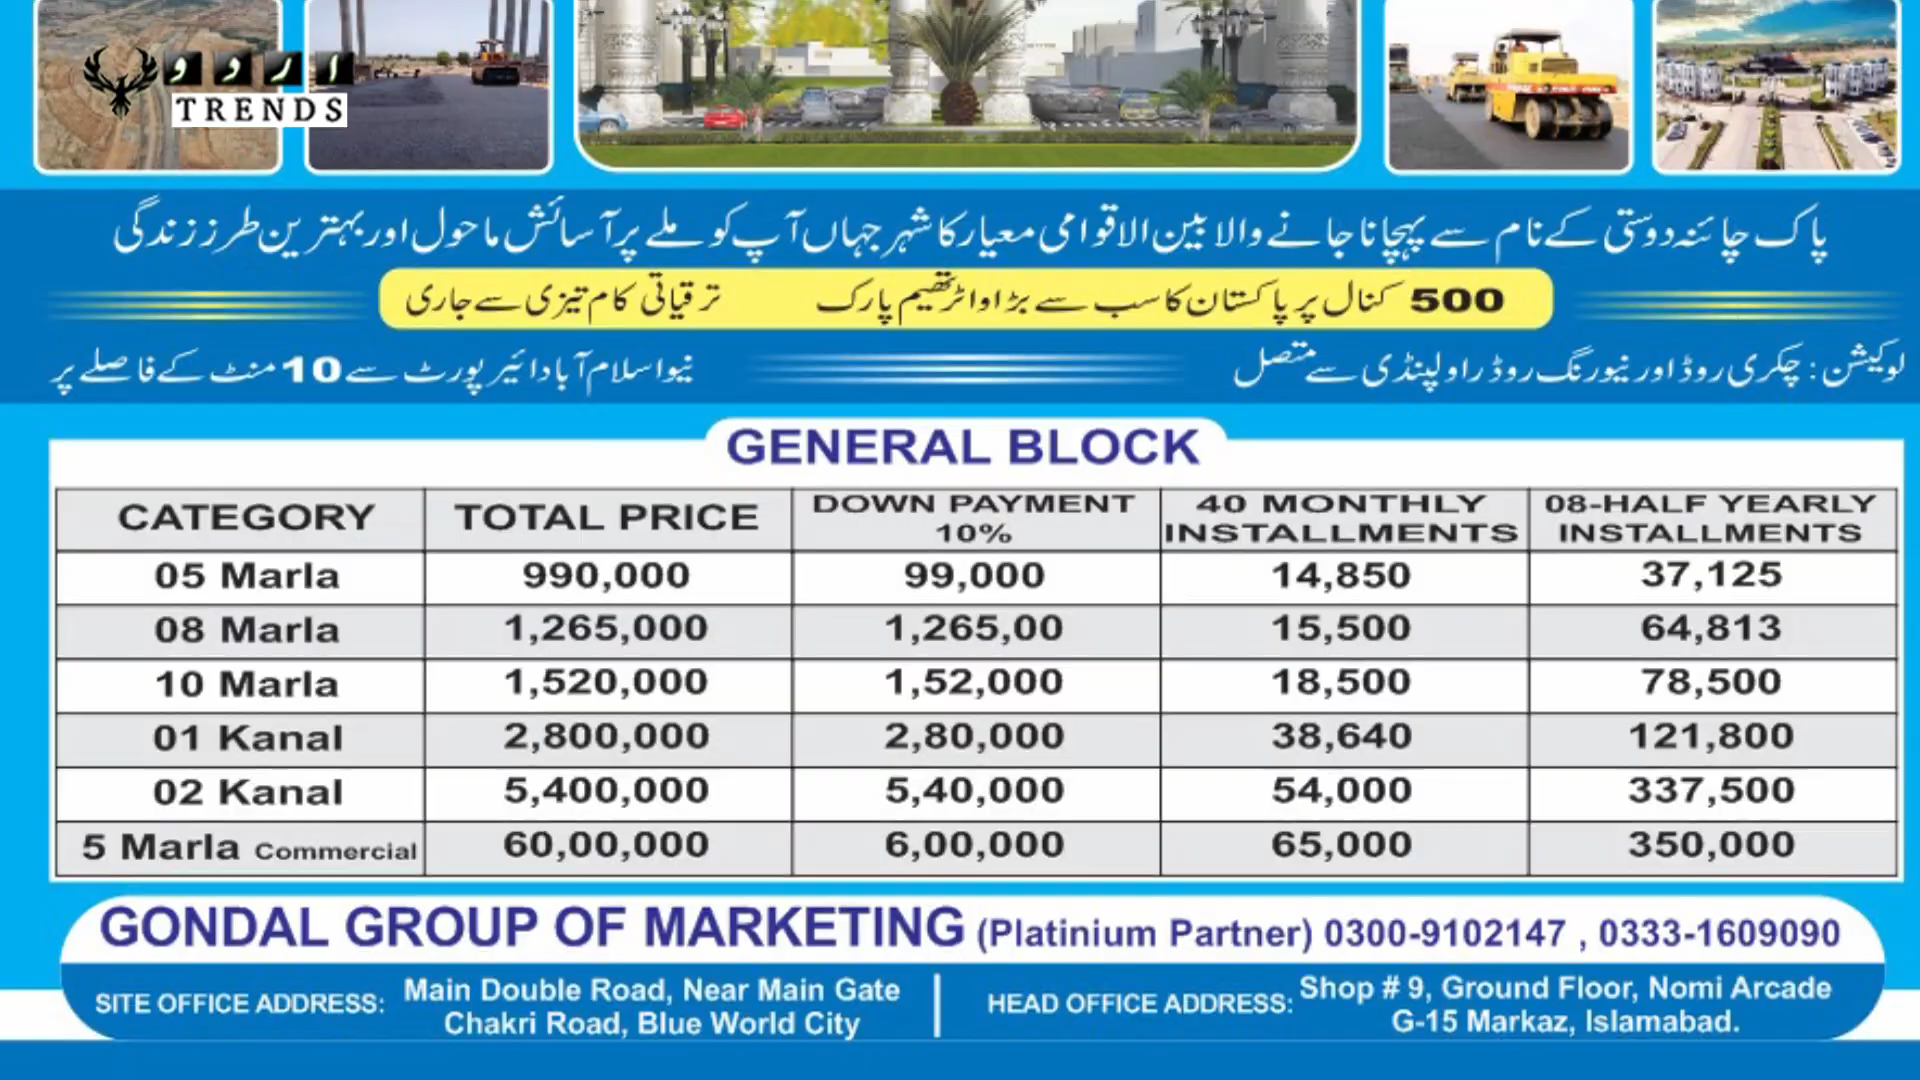 اردو
TRENDS
پاک چائنہ دوستی کے نام سے پہچانا جانے والا بین الاقوامی معیار کا شہر جہاں آپ کو ملے پر آسائش ماحول اور بہترین طرز زندگی
500 کنال پر پاکستان کا سب سے بڑا واٹر تھیم پارک ترقیاتی کام تیزی سے جاری
لوکیشن : چکری روڈ اور نیو رنگ روڈ راولپنڈی سے متصل نیو اسلام آباد ائیر پورٹ سے 10 منٹ کے فاصلے پر
GENERAL BLOCK
CATEGORY TOTAL PRICE DOWN PAYMENT 10% 40 MONTHLY INSTALLMENTS 08-HALF YEARLY INSTALLMENTS
05 Marla 990,000 99,000 14,850 37,125
08 Marla 1,265,000 1,265,00 15,500 64,813
10 Marla 1,520,000 1,52,000 18,500 78,500
01 Kanal 2,800,000 2,80,000 38,640 121,800
02 Kanal 5,400,000 5,40,000 54,000 337,500
5 Marla Commercial 60,00,000 6,00,000 65,000 350,000
GONDAL GROUP OF MARKETING (Platinium Partner) 0300-9102147 , 0333-1609090
SITE OFFICE ADDRESS: Main Double Road, Near Main Gate
Chakri Road, Blue World City
HEAD OFFICE ADDRESS: Shop # 9, Ground Floor, Nomi Arcade
G-15 Markaz, Islamabad.